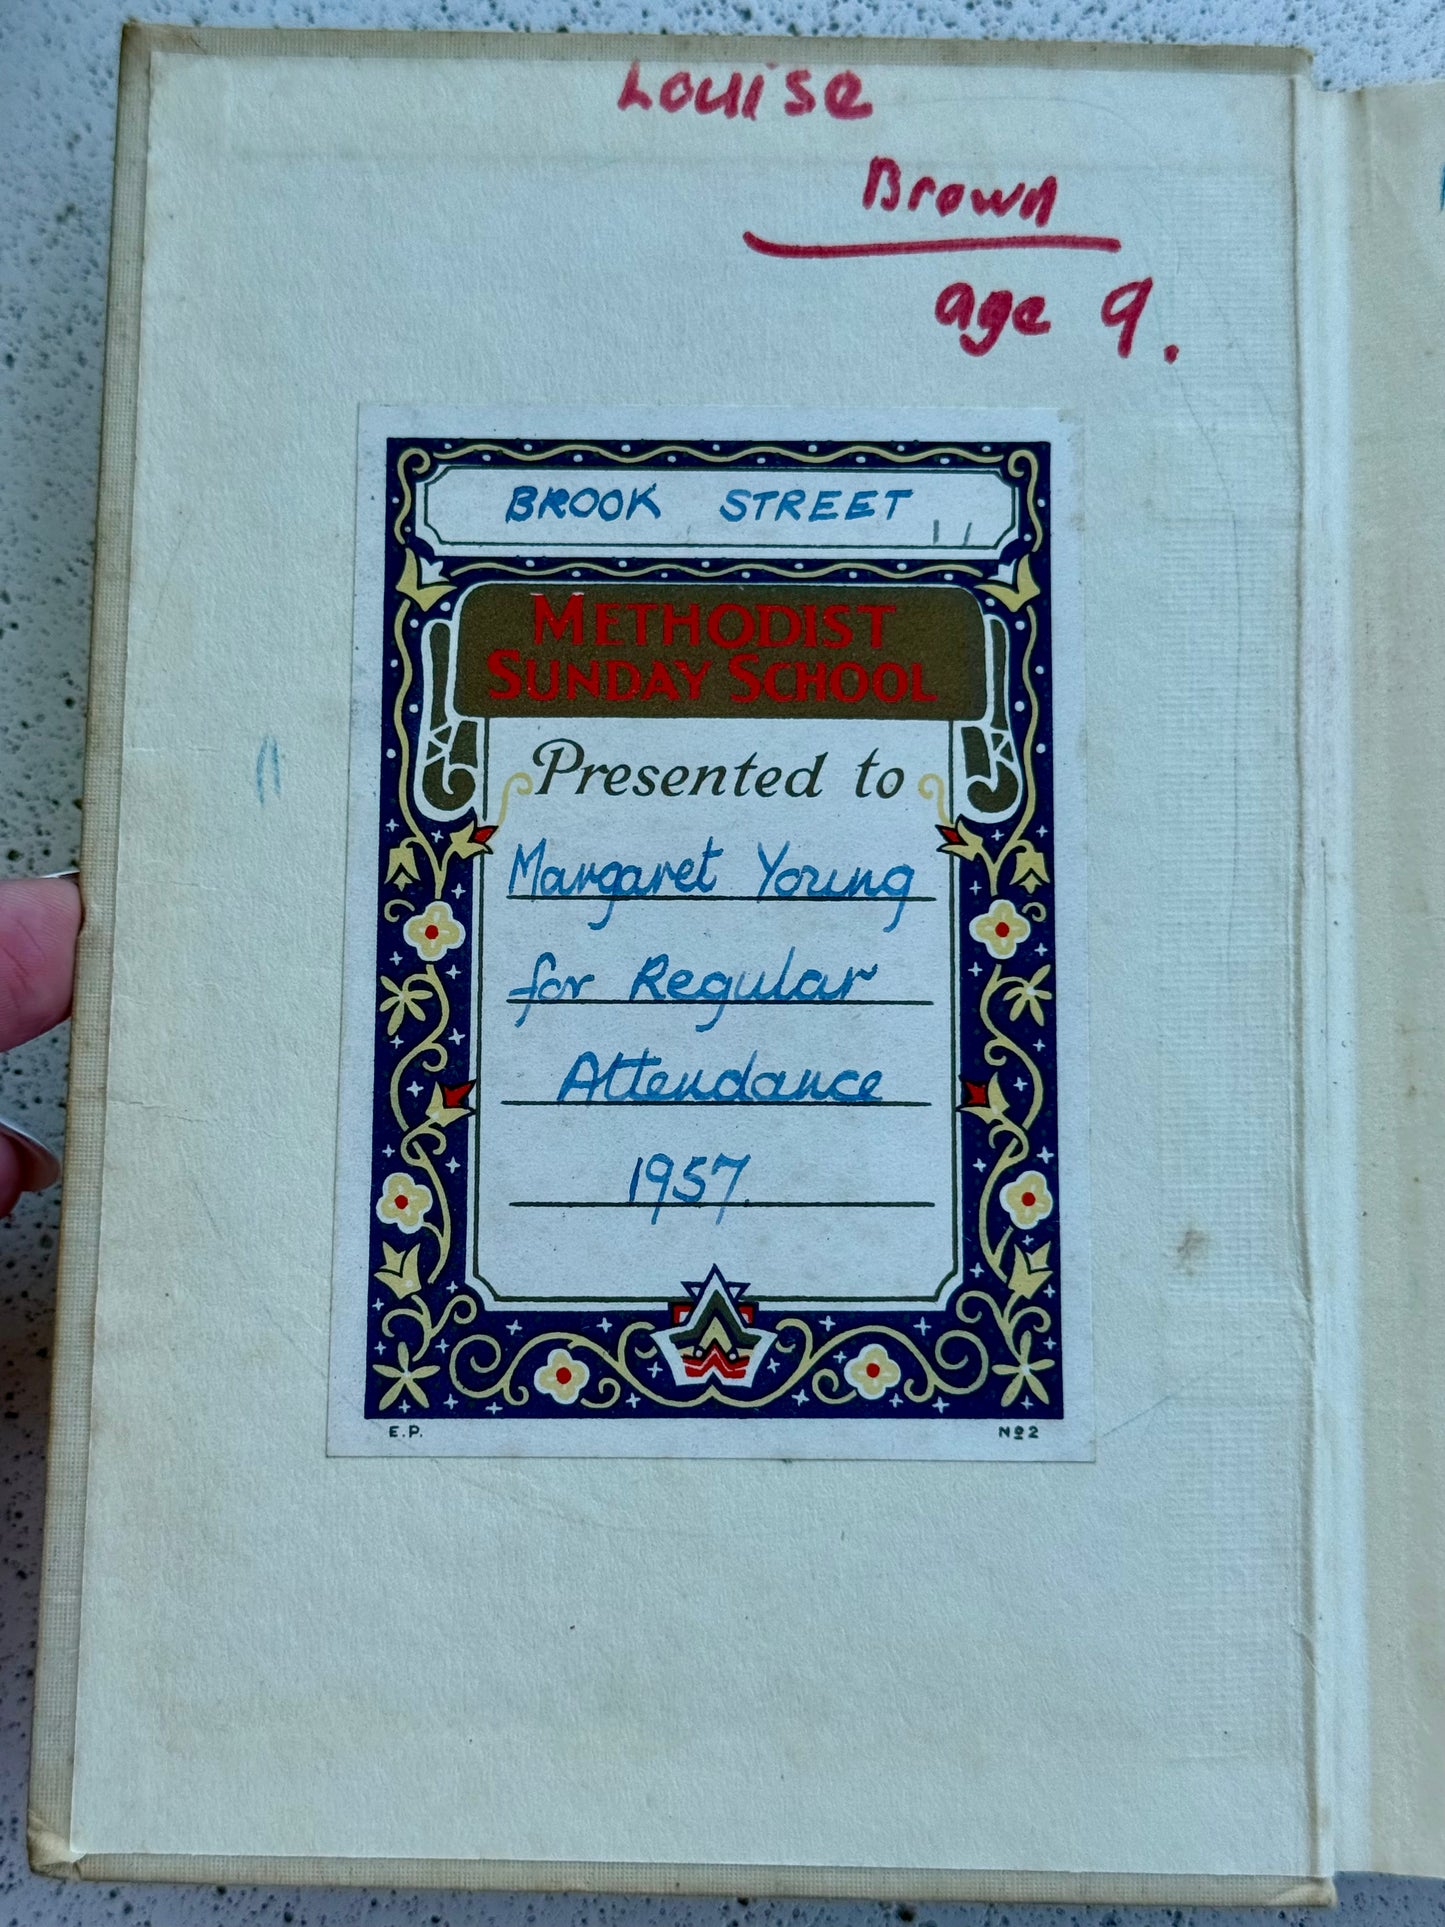 Louise
Brown
age 9.
BROOK STREET
METHODIST
SUNDAY SCHOOL
Presented to
Margaret Young
for Regular
Attendance
1957.
E.P.
Nº2